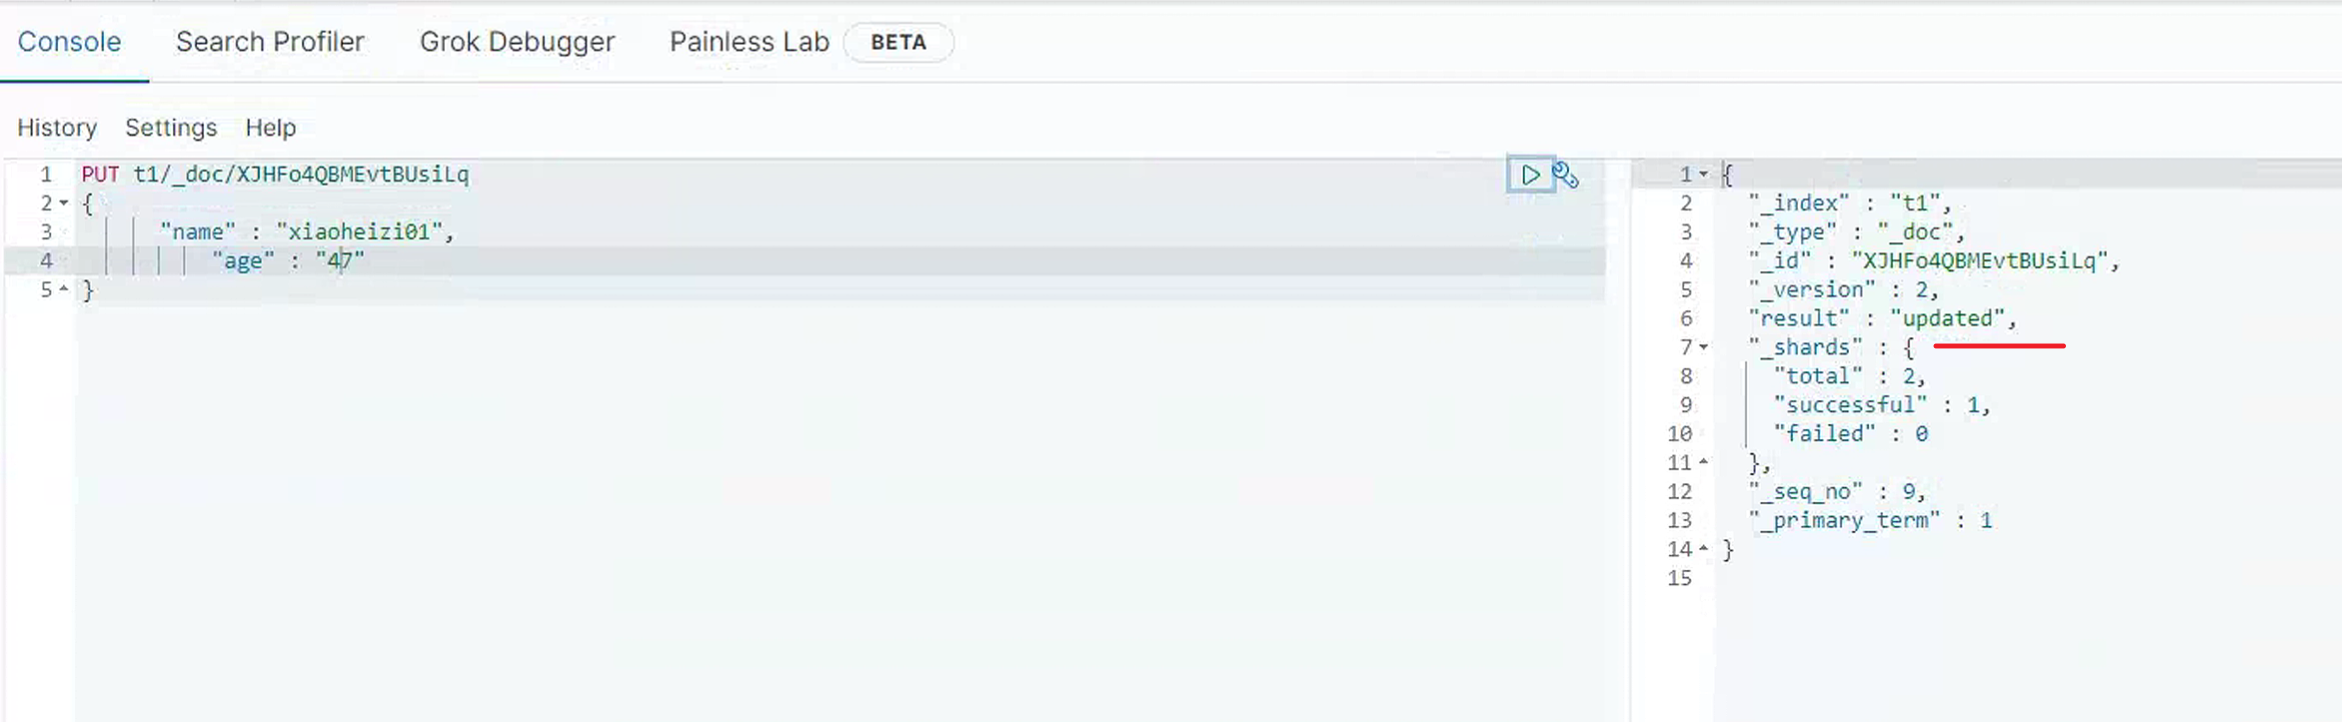 Console Search Profiler Grok Debugger Painless Lab BETA
History Settings Help
1 PUT t1/_doc/XJHFo4QBMEvtBUsiLq
2 {
3 "name" : "xiaoheizi01",
4 "age" : "47"
5 }
1 {
2 "_index" : "t1",
3 "_type" : "_doc",
4 "_id" : "XJHFo4QBMEvtBUsiLq",
5 "_version" : 2,
6 "result" : "updated",
7 "_shards" : {
8 "total" : 2,
9 "successful" : 1,
10 "failed" : 0
11 },
12 "_seq_no" : 9,
13 "_primary_term" : 1
14 }
15